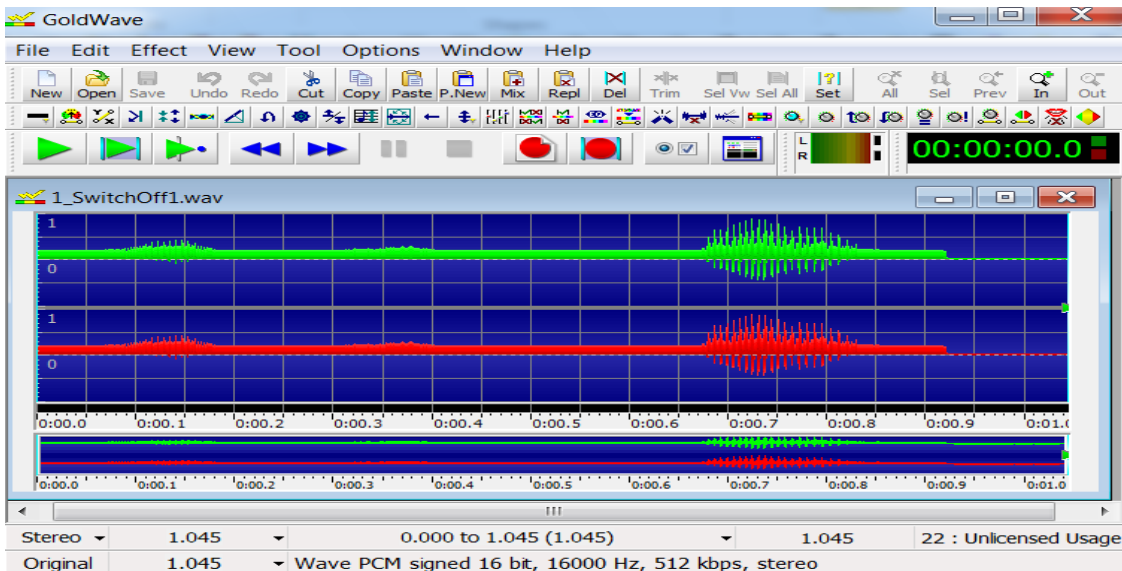 GoldWave
File Edit Effect View Tool Options Window Help
New Open Save Undo Redo Cut Copy Paste P.New Mix Repl Del Trim Sel Vw Sel All Set All Sel Prev In Out
L
R
00:00:00.0
1_SwitchOff1.wav
1
0
1
0
0:00.0 0:00.1 0:00.2 0:00.3 0:00.4 0:00.5 0:00.6 0:00.7 0:00.8 0:00.9 0:01.0
0:00.0 0:00.1 0:00.2 0:00.3 0:00.4 0:00.5 0:00.6 0:00.7 0:00.8 0:00.9 0:01.0
Stereo 1.045 0.000 to 1.045 (1.045) 1.045 22 : Unlicensed Usage
Original 1.045 Wave PCM signed 16 bit, 16000 Hz, 512 kbps, stereo